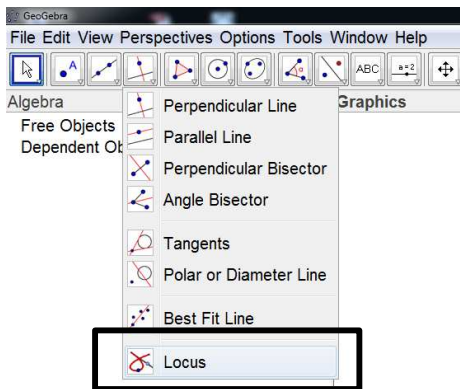 GeoGebra
File Edit View Perspectives Options Tools Window Help
A ABC a=2
Algebra
Graphics
Free Objects
Dependent Ob
Perpendicular Line
Parallel Line
Perpendicular Bisector
Angle Bisector
Tangents
Polar or Diameter Line
Best Fit Line
Locus